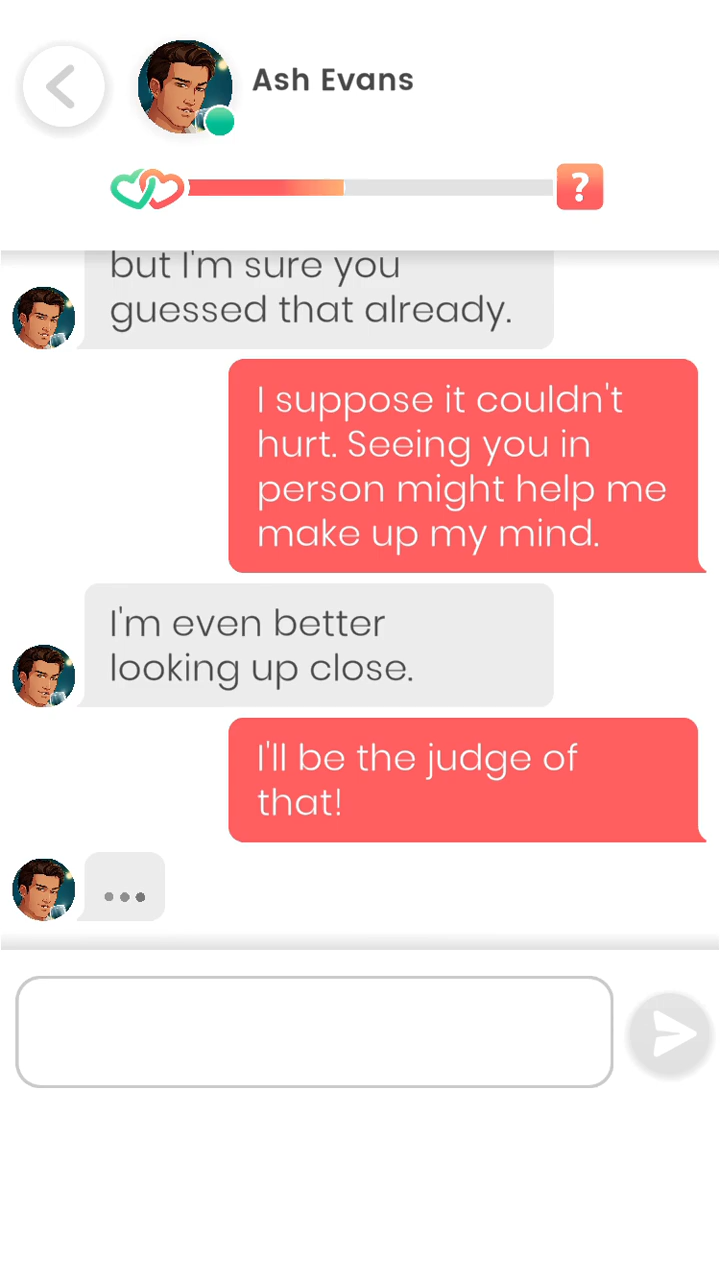 Ash Evans
?
but I'm sure you
guessed that already.
I suppose it couldn't
hurt. Seeing you in
person might help me
make up my mind.
I'm even better
looking up close.
I'll be the judge of
that!
...